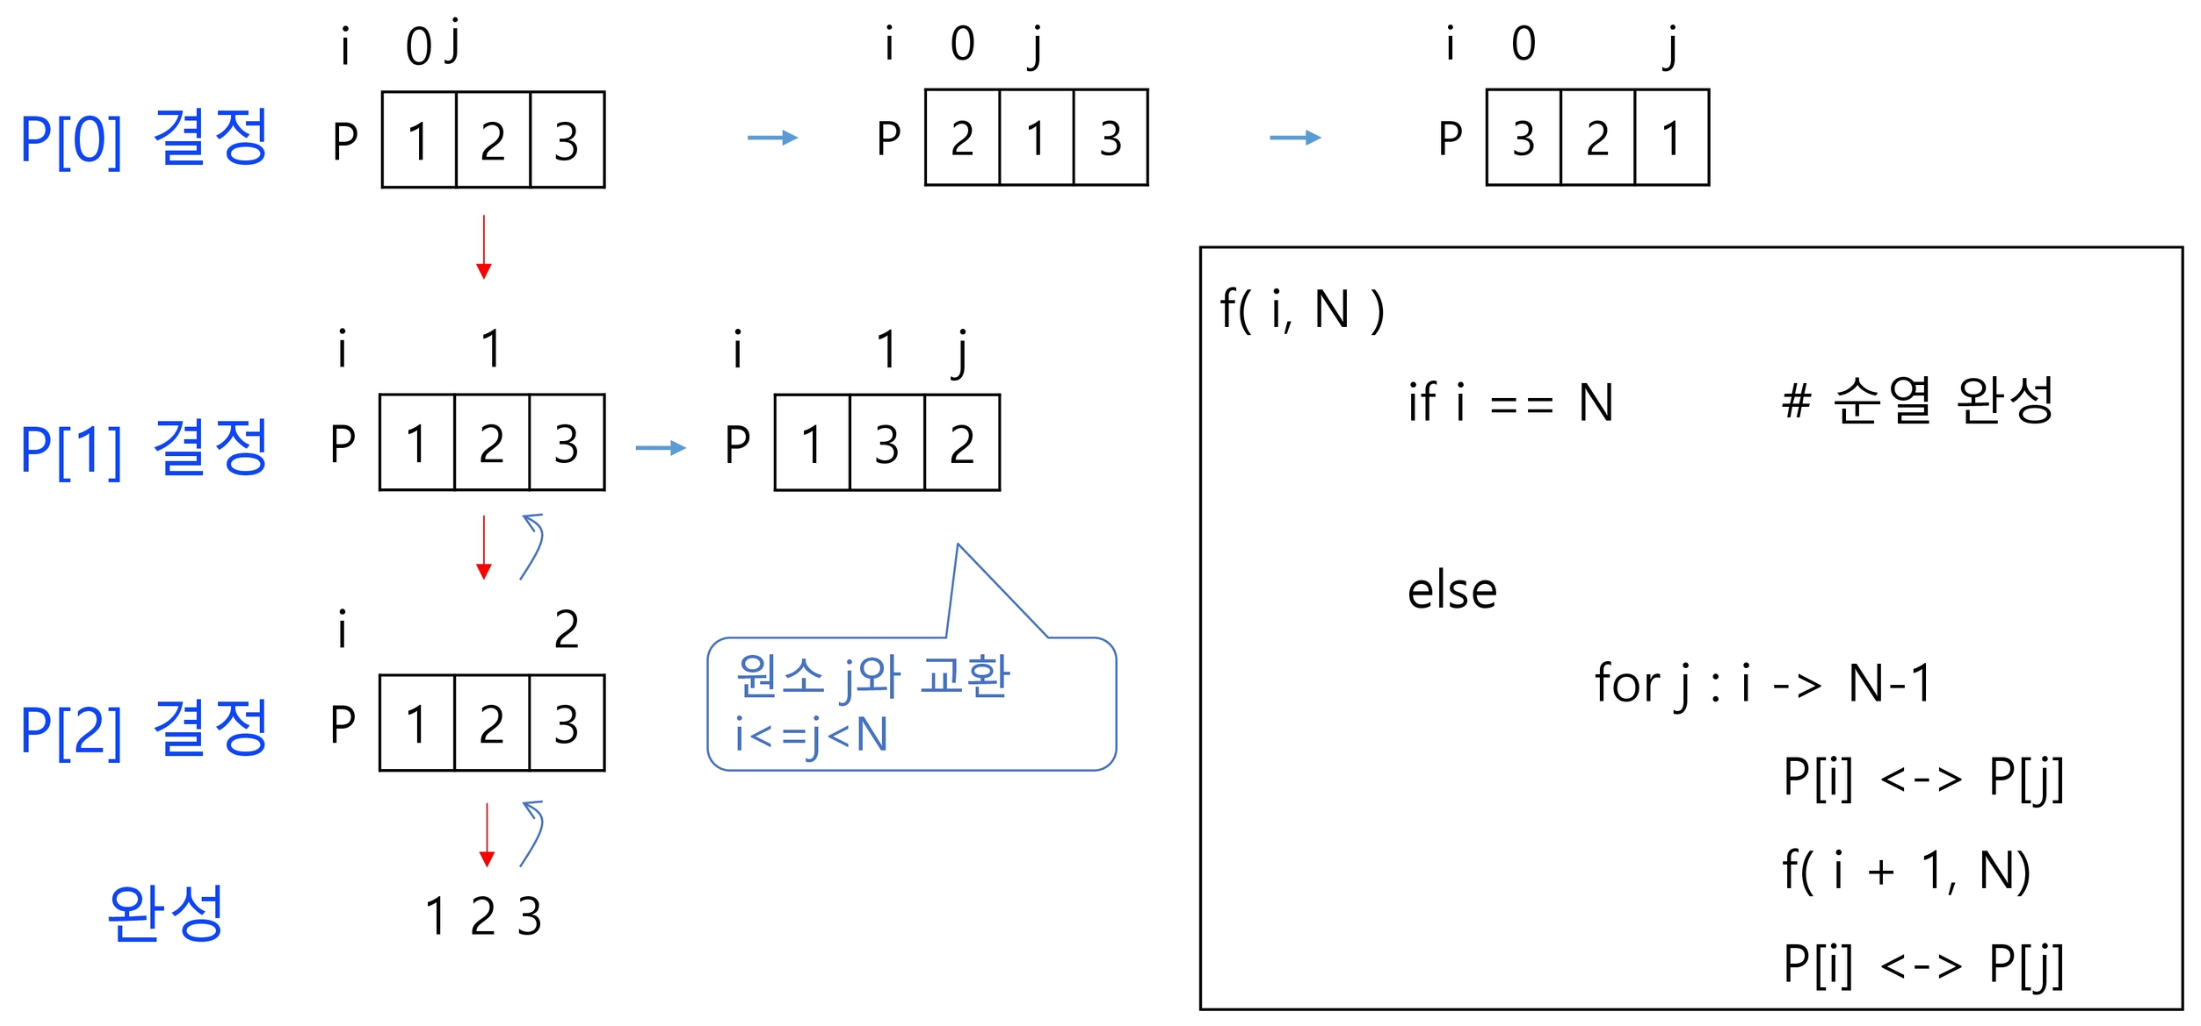 i 0 j
P[0] 결정 P 1 2 3
i 0 j
P 2 1 3
i 0 j
P 3 2 1
i 1
P[1] 결정 P 1 2 3
i 1 j
P 1 3 2
i 2
P[2] 결정 P 1 2 3
원소 j와 교환
i<=j<N
완성 1 2 3
f( i, N )
if i == N # 순열 완성
else
for j : i -> N-1
P[i] <-> P[j]
f( i + 1, N)
P[i] <-> P[j]